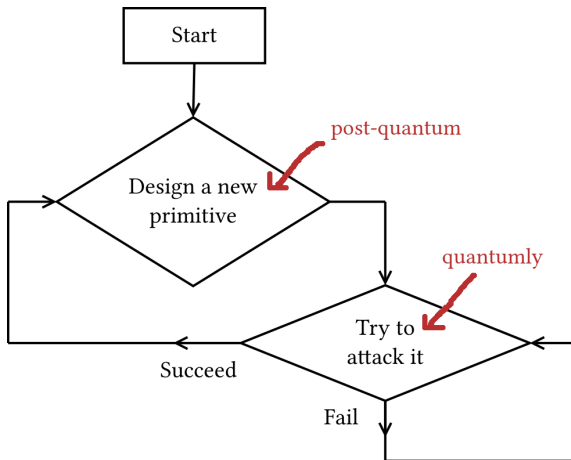 Start
post-quantum
Design a new
primitive
quantumly
Try to
attack it
Succeed
Fail